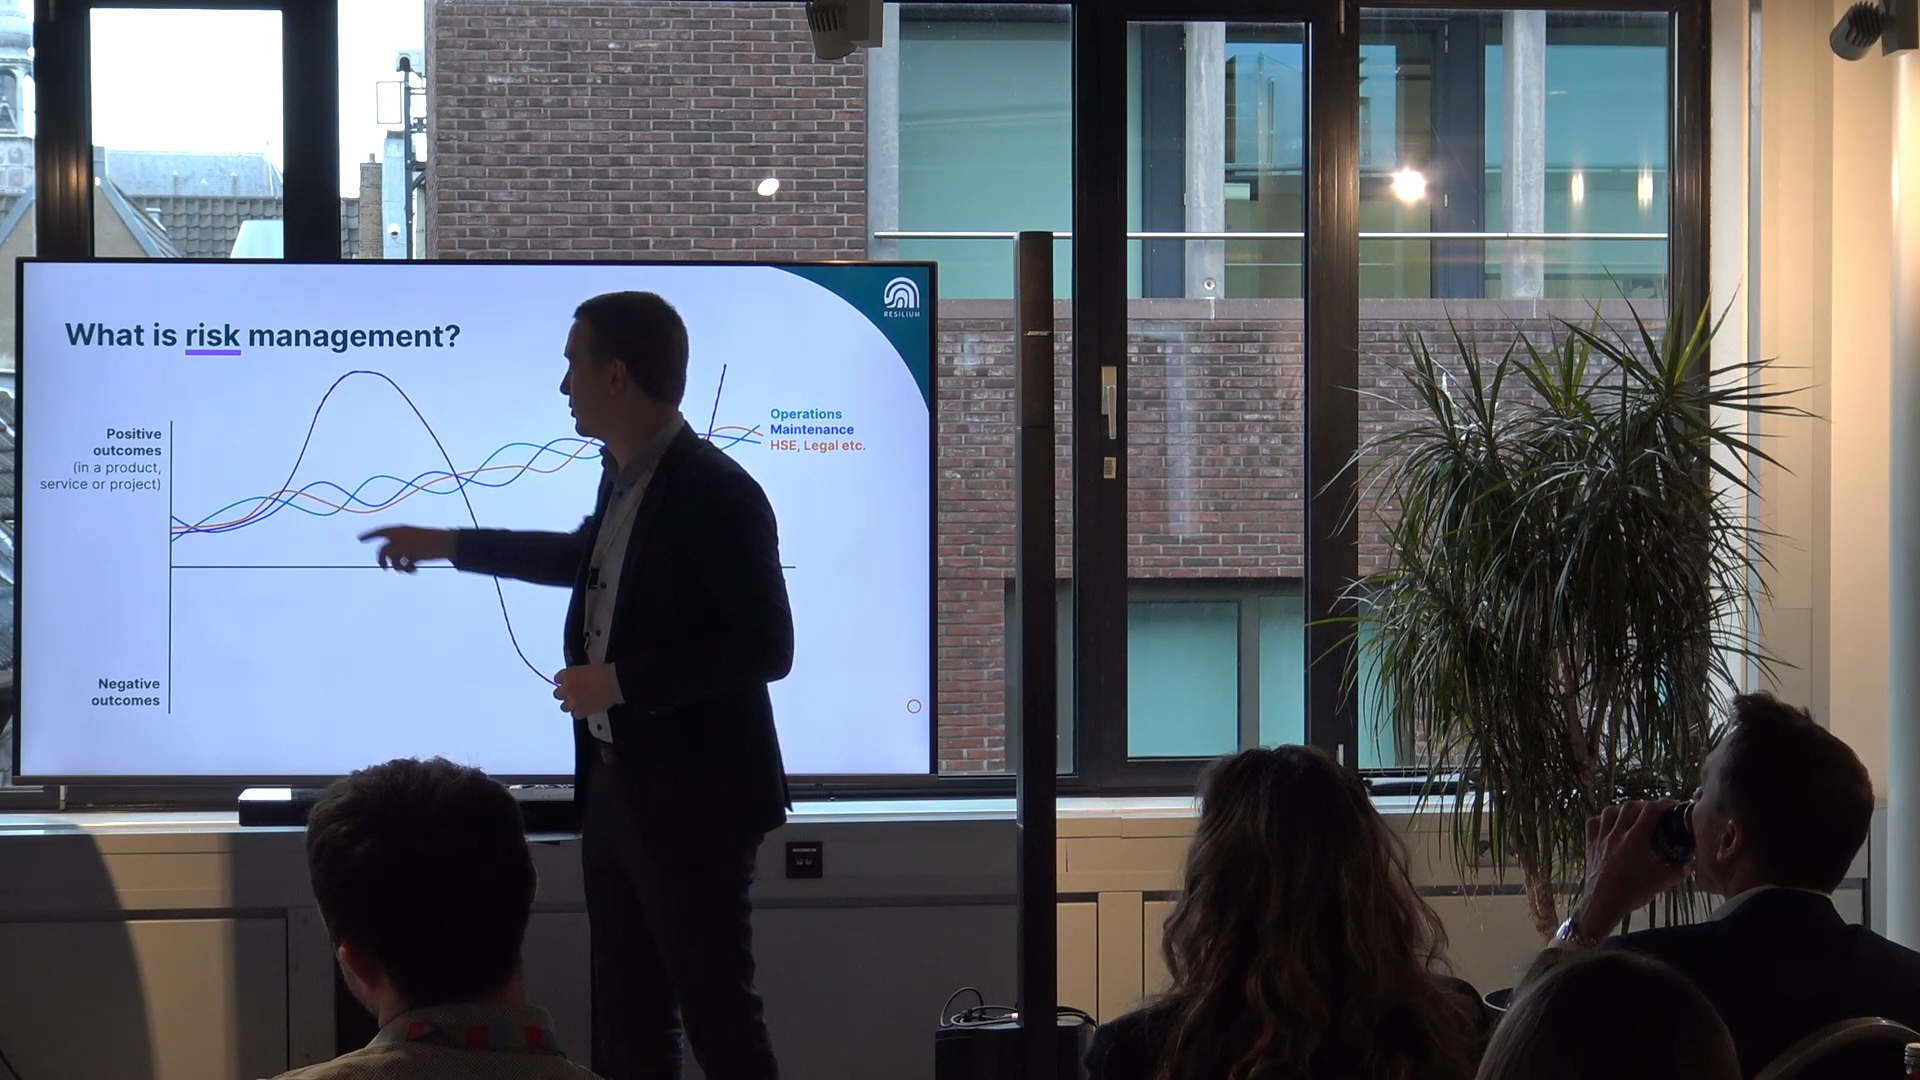 What is risk management?
RESILIUM
Positive
outcomes
(in a product,
service or project)
Operations
Maintenance
HSE, Legal etc.
Negative
outcomes